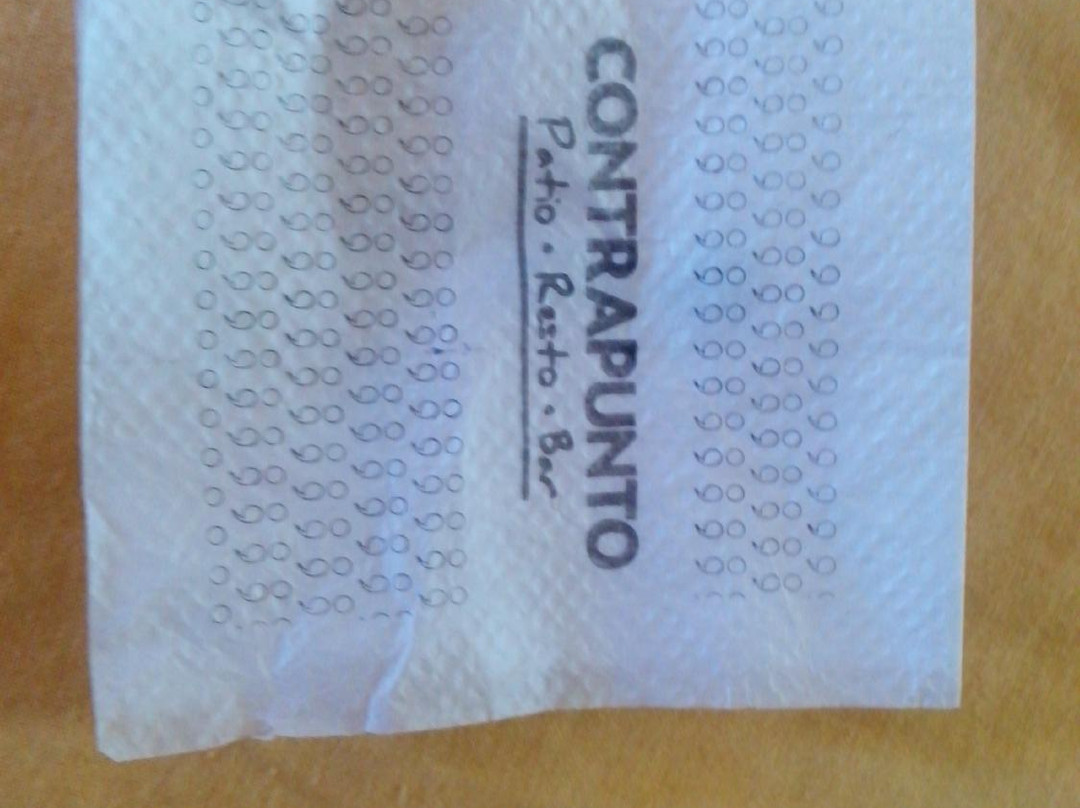 CONTRAPUNTO
Patio • Resto • Bar